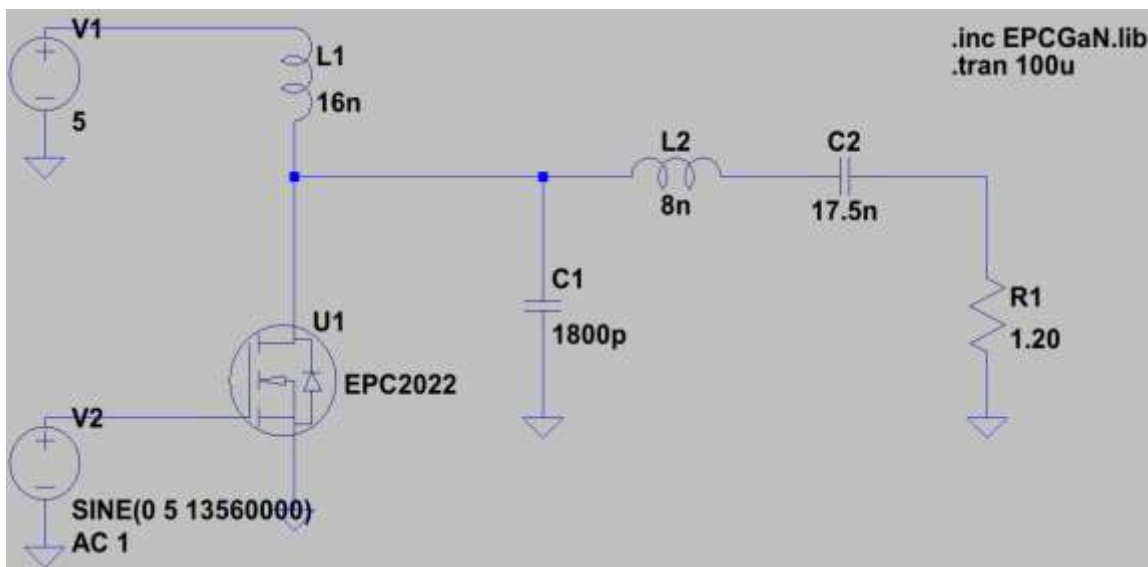 V1
5
L1
16n
.inc EPCGaN.lib
.tran 100u
L2
8n
C2
17.5n
C1
1800p
R1
1.20
U1
EPC2022
V2
SINE(0 5 13560000)
AC 1